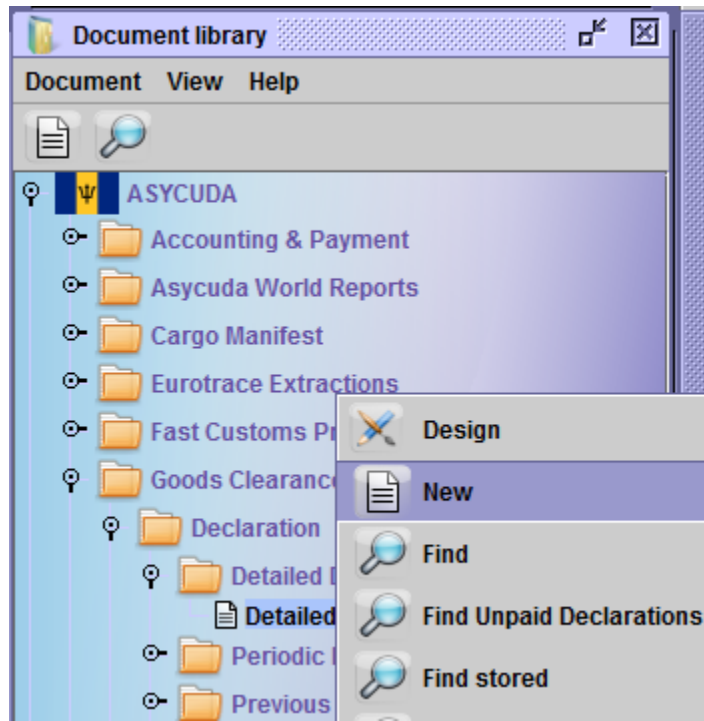 Document library
Document View Help
ASYCUDA
Accounting & Payment
Asycuda World Reports
Cargo Manifest
Eurotrace Extractions
Fast Customs
Design
Goods Clearance
New
Declaration
Find
Detailed
Detailed
Find Unpaid Declarations
Periodic
Find stored
Previous